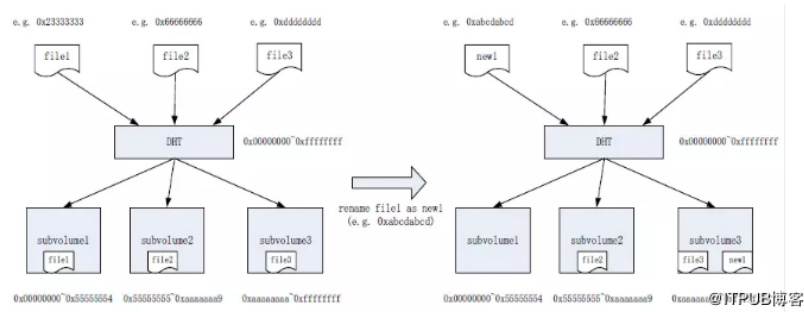 e.g. 0x23333333 e.g. 0x66666666 e.g. 0xdddddddd
file1 file2 file3
DHT 0x00000000~0xffffffff
subvolume1 subvolume2 subvolume3
file1 file2 file3
0x00000000~0x55555554 0x55555555~0xaaaaaaa9 0xaaaaaaaa~0xffffffff
rename file1 as new1
(e.g. 0xabcdabcd)
e.g. 0xabcdabcd e.g. 0x66666666 e.g. 0xdddddddd
new1 file2 file3
DHT 0x00000000~0xffffffff
subvolume1 subvolume2 subvolume3
file2 file3 new1
0x00000000~0x55555554 0x55555555~0xaaaaaaa9
@ITPUB博客